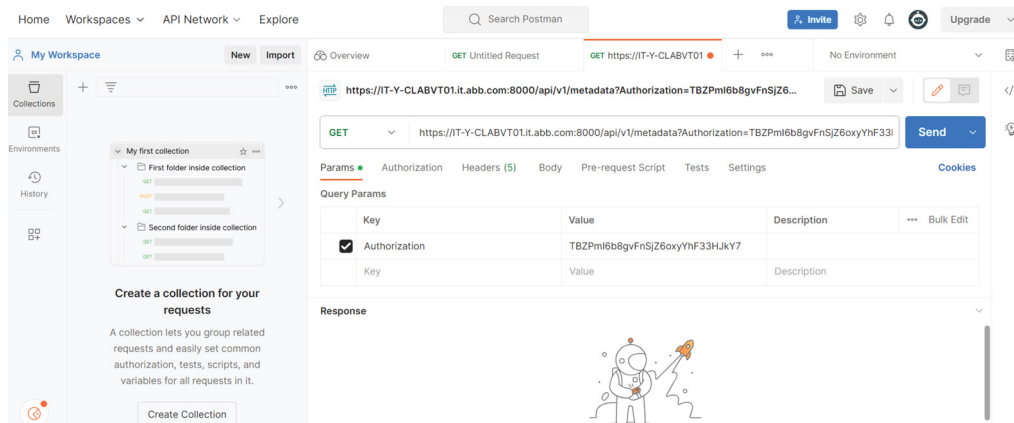 Home Workspaces API Network Explore Search Postman Invite Upgrade
My Workspace New Import Overview GET Untitled Request GET https://IT-Y-CLABVT01 No Environment
Collections
HTTP https://IT-Y-CLABVT01.it.abb.com:8000/api/v1/metadata?Authorization=TBZPmI6b8gvFnSjZ6... Save
GET https://IT-Y-CLABVT01.it.abb.com:8000/api/v1/metadata?Authorization=TBZPmI6b8gvFnSjZ6oxyYhF33 Send
Environments
My first collection
First folder inside collection
GET
POST
GET
Second folder inside collection
GET
GET
History
Params Authorization Headers (5) Body Pre-request Script Tests Settings Cookies
Query Params
Key Value Description Bulk Edit
Authorization TBZPmI6b8gvFnSjZ6oxyYhF33HJkY7
Key Value Description
Create a collection for your
requests
A collection lets you group related
requests and easily set common
authorization, tests, scripts, and
variables for all requests in it.
Create Collection
Response